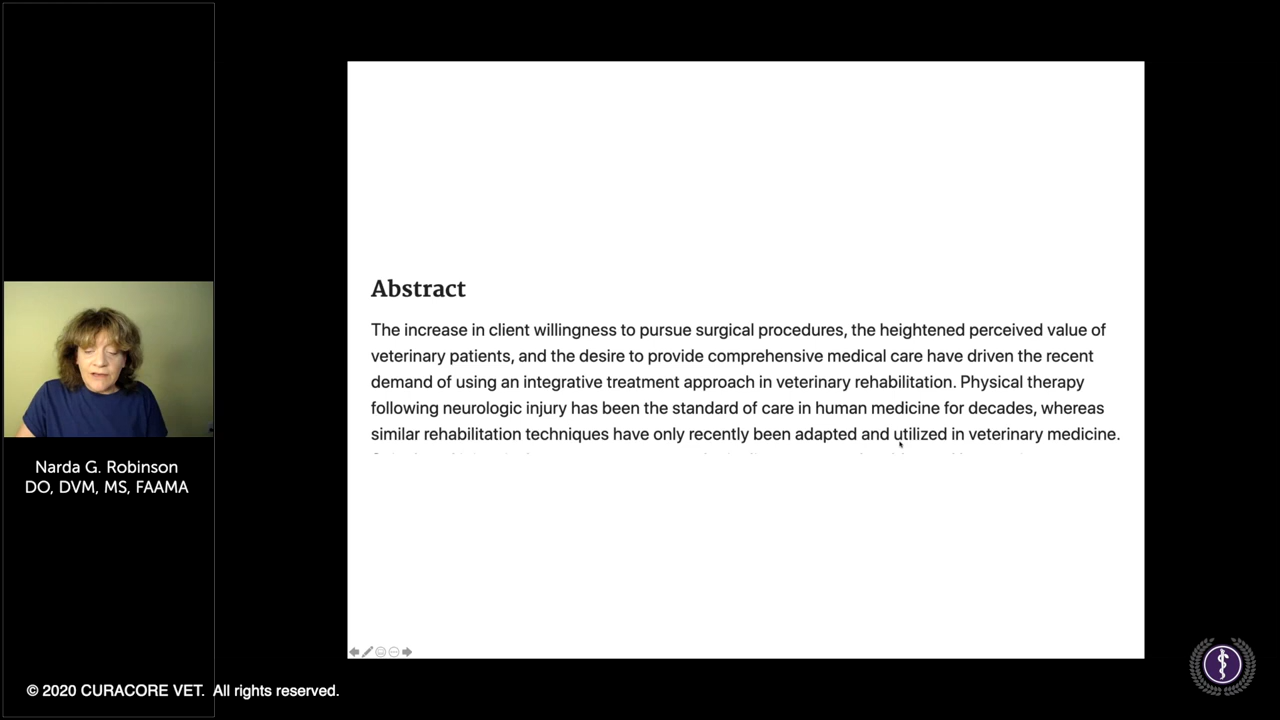 Abstract
The increase in client willingness to pursue surgical procedures, the heightened perceived value of
veterinary patients, and the desire to provide comprehensive medical care have driven the recent
demand of using an integrative treatment approach in veterinary rehabilitation. Physical therapy
following neurologic injury has been the standard of care in human medicine for decades, whereas
similar rehabilitation techniques have only recently been adapted and utilized in veterinary medicine.
Narda G. Robinson
DO, DVM, MS, FAAMA
© 2020 CURACORE VET. All rights reserved.